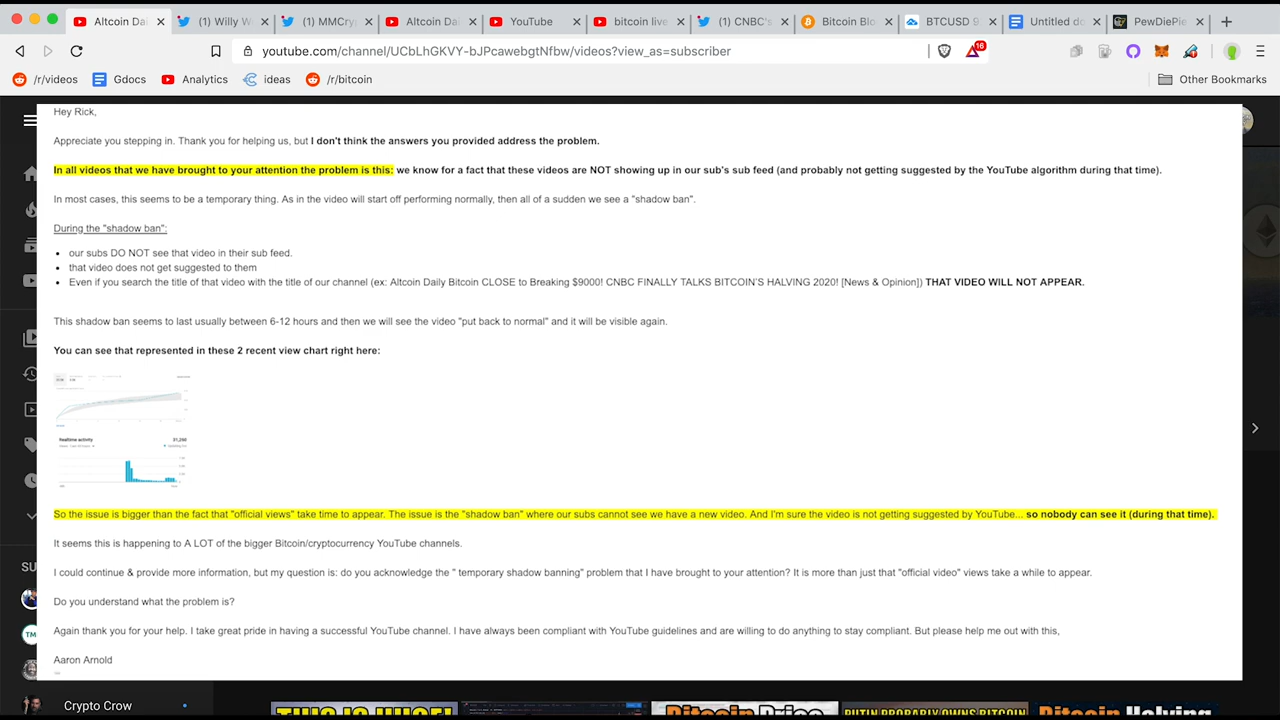 Altcoin Dai
(1) Willy W
(1) MMCry
Altcoin Dai
YouTube
bitcoin live
(1) CNBC's
Bitcoin Blo
BTCUSD 9
Untitled do
PewDiePie
youtube.com/channel/UCbLhGKVY-bJPcawebgtNfbw/videos?view_as=subscriber
16
/r/videos
Gdocs
Analytics
ideas
/r/bitcoin
Other Bookmarks
Hey Rick,
Appreciate you stepping in. Thank you for helping us, but I don't think the answers you provided address the problem.
In all videos that we have brought to your attention the problem is this: we know for a fact that these videos are NOT showing up in our sub's sub feed (and probably not getting suggested by the YouTube algorithm during that time).
In most cases, this seems to be a temporary thing. As in the video will start off performing normally, then all of a sudden we see a "shadow ban".
During the "shadow ban":
• our subs DO NOT see that video in their sub feed.
• that video does not get suggested to them
• Even if you search the title of that video with the title of our channel (ex: Altcoin Daily Bitcoin CLOSE to Breaking $9000! CNBC FINALLY TALKS BITCOIN'S HALVING 2020! [News & Opinion]) THAT VIDEO WILL NOT APPEAR.
This shadow ban seems to last usually between 6-12 hours and then we will see the video "put back to normal" and it will be visible again.
You can see that represented in these 2 recent view chart right here:
Realtime activity
31,250
So the issue is bigger than the fact that "official views" take time to appear. The issue is the "shadow ban" where our subs cannot see we have a new video. And I'm sure the video is not getting suggested by YouTube... so nobody can see it (during that time).
It seems this is happening to A LOT of the bigger Bitcoin/cryptocurrency YouTube channels.
I could continue & provide more information, but my question is: do you acknowledge the " temporary shadow banning" problem that I have brought to your attention? It is more than just that "official video" views take a while to appear.
Do you understand what the problem is?
Again thank you for your help. I take great pride in having a successful YouTube channel. I have always been compliant with YouTube guidelines and are willing to do anything to stay compliant. But please help me out with this,
Aaron Arnold
SU
TM
Crypto Crow
THIS IS HUGE!
Bitcoin Price
PUTIN PROPAGANDA BITCOIN
Bitcoin Halving